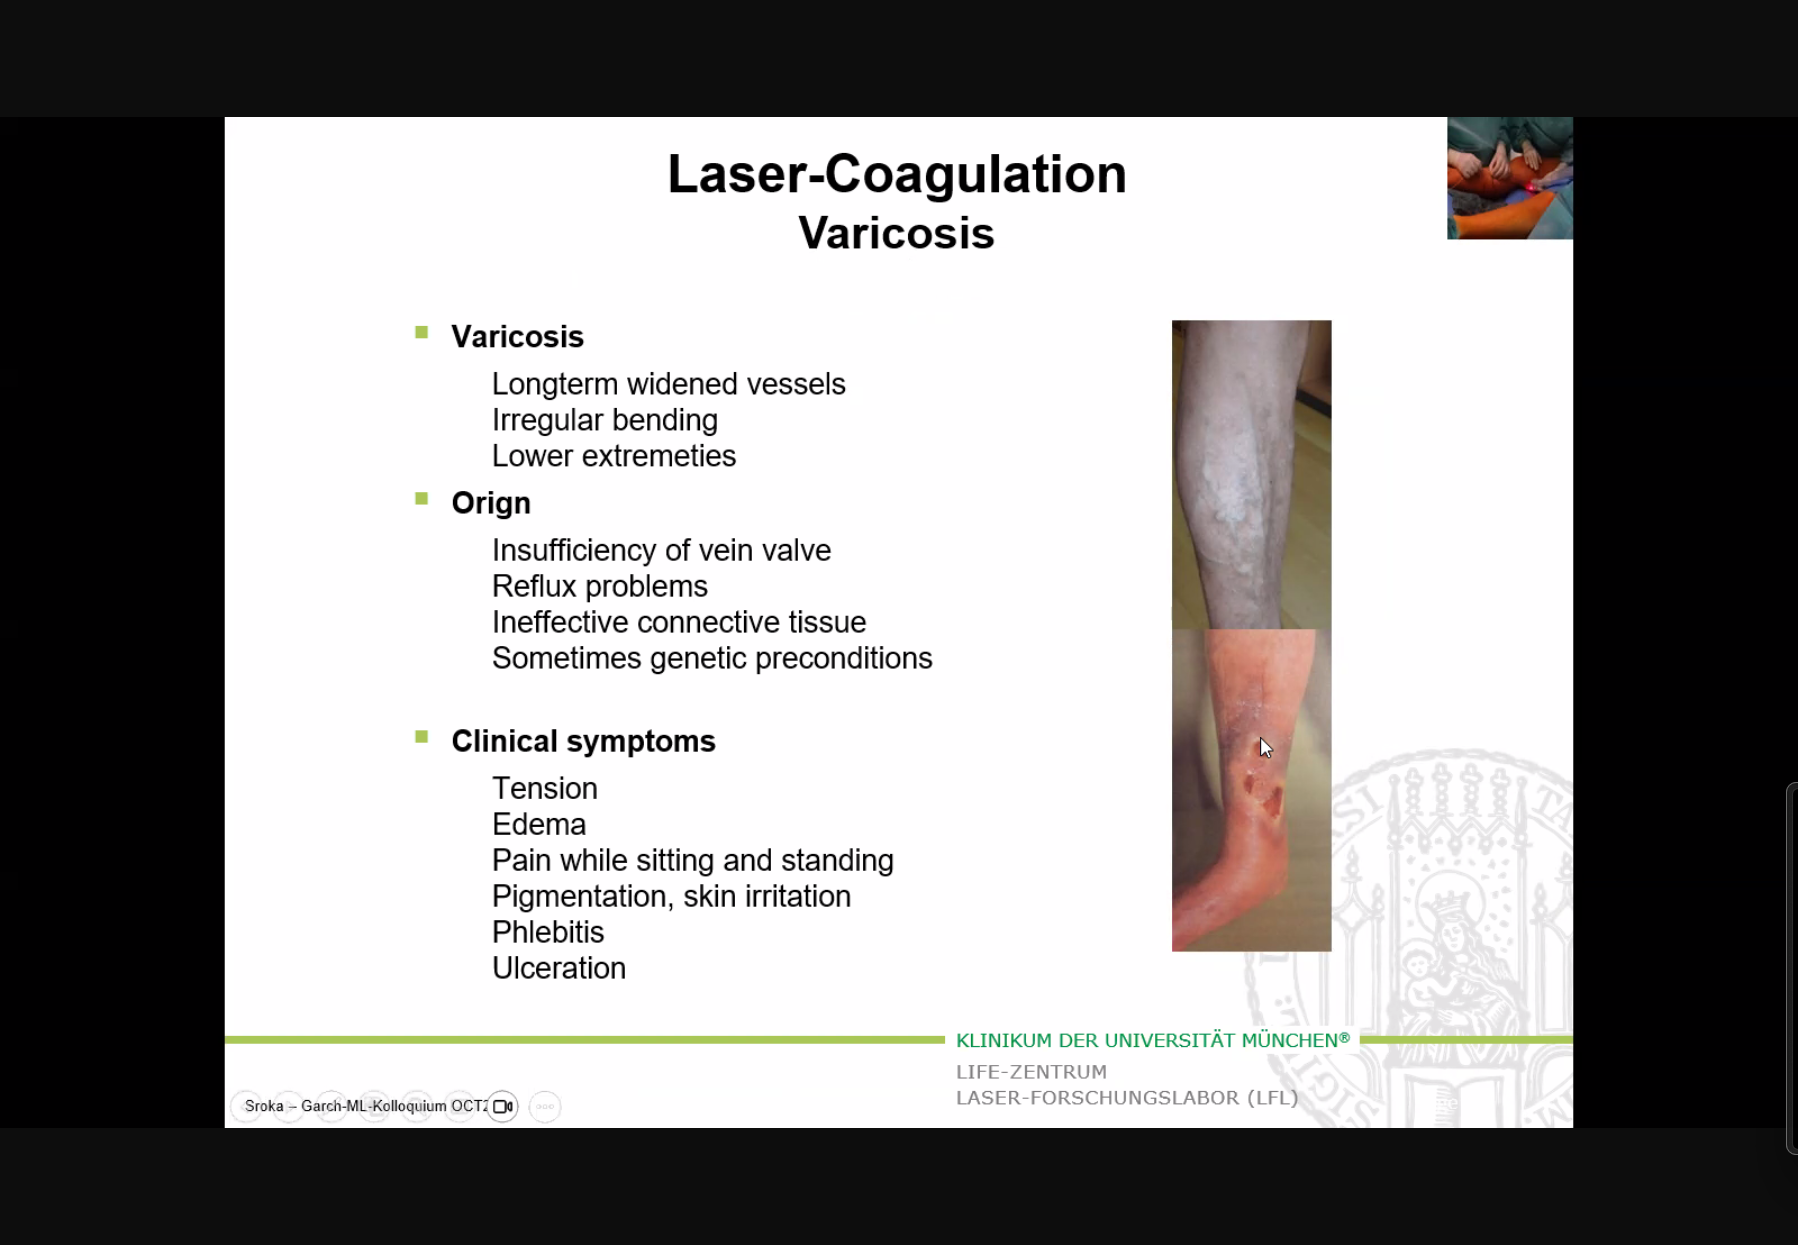 Laser-Coagulation
Varicosis
Varicosis
Longterm widened vessels
Irregular bending
Lower extremeties
Orign
Insufficiency of vein valve
Reflux problems
Ineffective connective tissue
Sometimes genetic preconditions
Clinical symptoms
Tension
Edema
Pain while sitting and standing
Pigmentation, skin irritation
Phlebitis
Ulceration
KLINIKUM DER UNIVERSITÄT MÜNCHEN®
LIFE-ZENTRUM
LASER-FORSCHUNGSLABOR (LFL)
Sroka – Garch-ML-Kolloquium